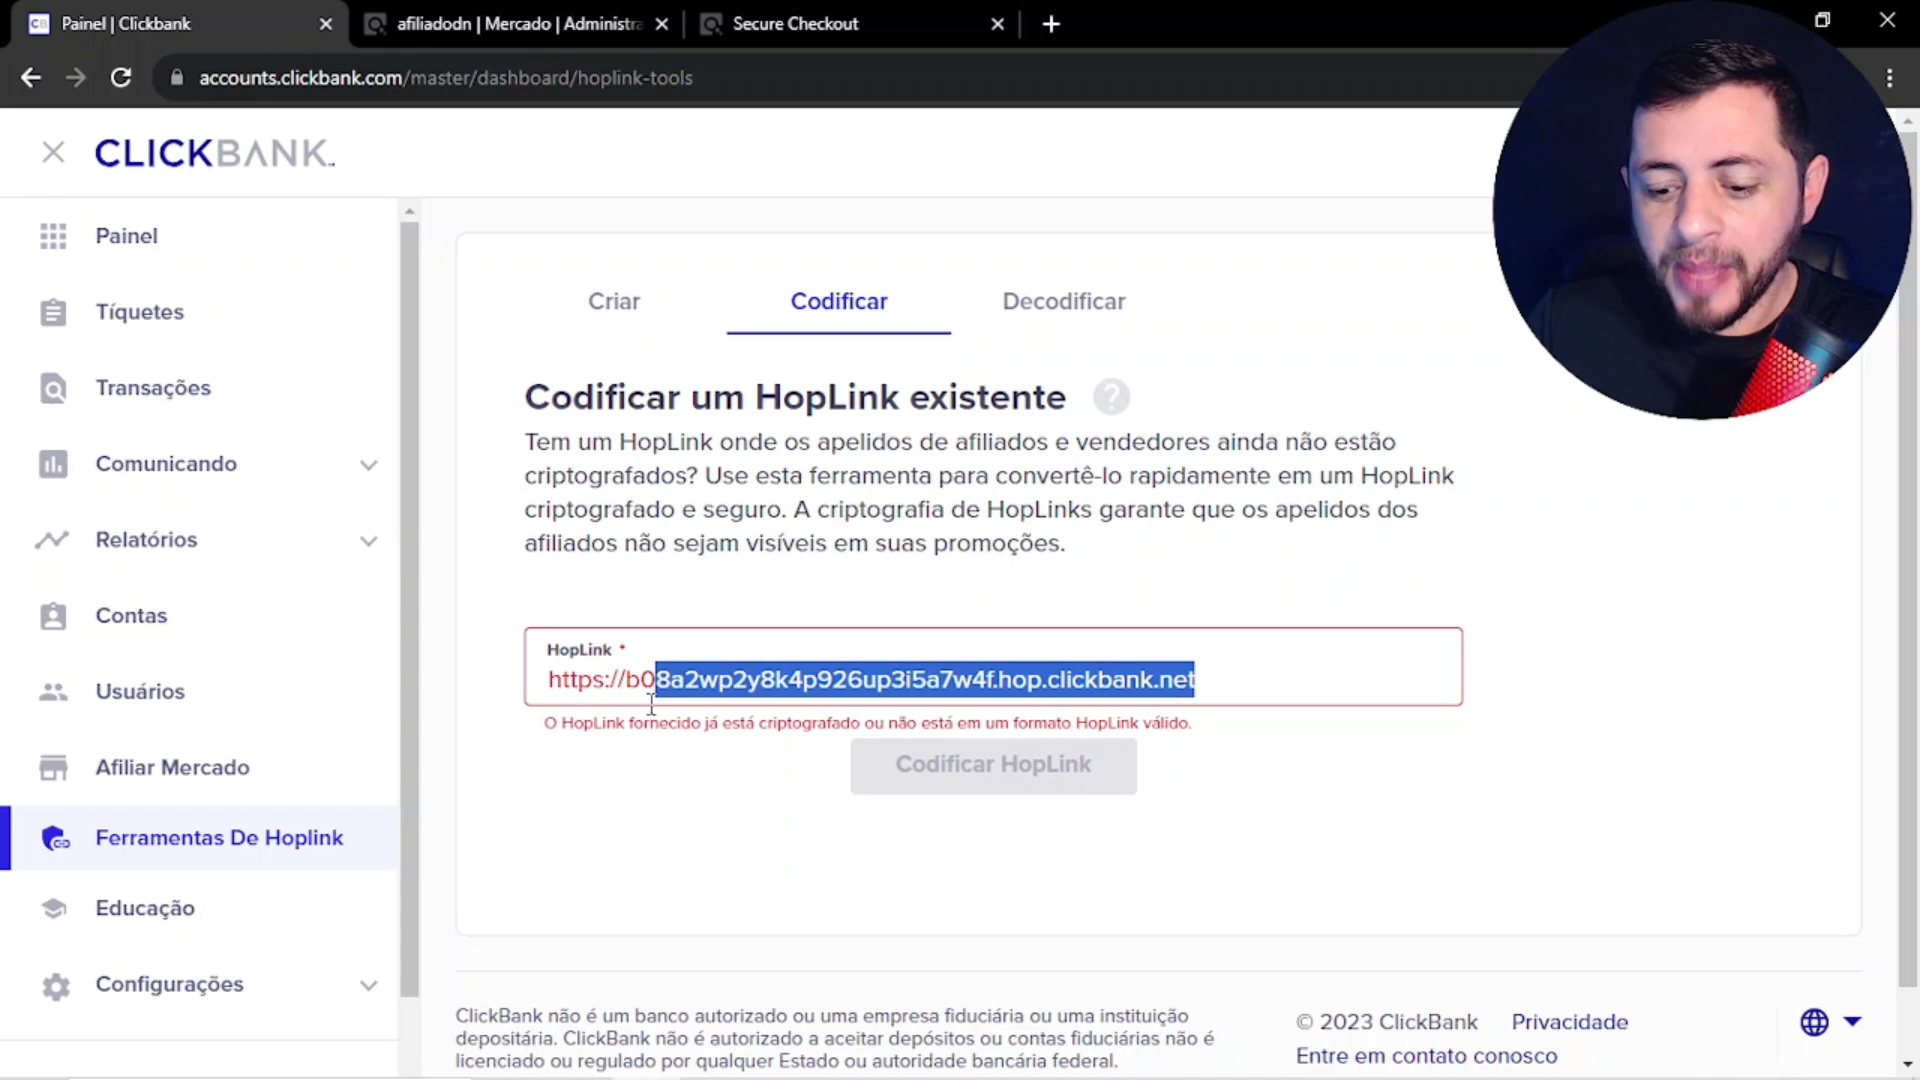 Painel | Clickbank
afiliadodn | Mercado | Administra
Secure Checkout
accounts.clickbank.com/master/dashboard/hoplink-tools
CLICKBANK
Painel
Tíquetes
Transações
Comunicando
Relatórios
Contas
Usuários
Afiliar Mercado
Ferramentas De Hoplink
Educação
Configurações
Criar
Codificar
Decodificar
Codificar um HopLink existente
?
Tem um HopLink onde os apelidos de afiliados e vendedores ainda não estão
criptografados? Use esta ferramenta para convertê-lo rapidamente em um HopLink
criptografado e seguro. A criptografia de HopLinks garante que os apelidos dos
afiliados não sejam visíveis em suas promoções.
HopLink *
https://b08a2wp2y8k4p926up3i5a7w4f.hop.clickbank.net
O HopLink fornecido já está criptografado ou não está em um formato HopLink válido.
Codificar HopLink
ClickBank não é um banco autorizado ou uma empresa fiduciária ou uma instituição
depositária. ClickBank não é autorizado a aceitar depósitos ou contas fiduciárias não é
licenciado ou regulado por qualquer Estado ou autoridade bancária federal.
© 2023 ClickBank
Privacidade
Entre em contato conosco